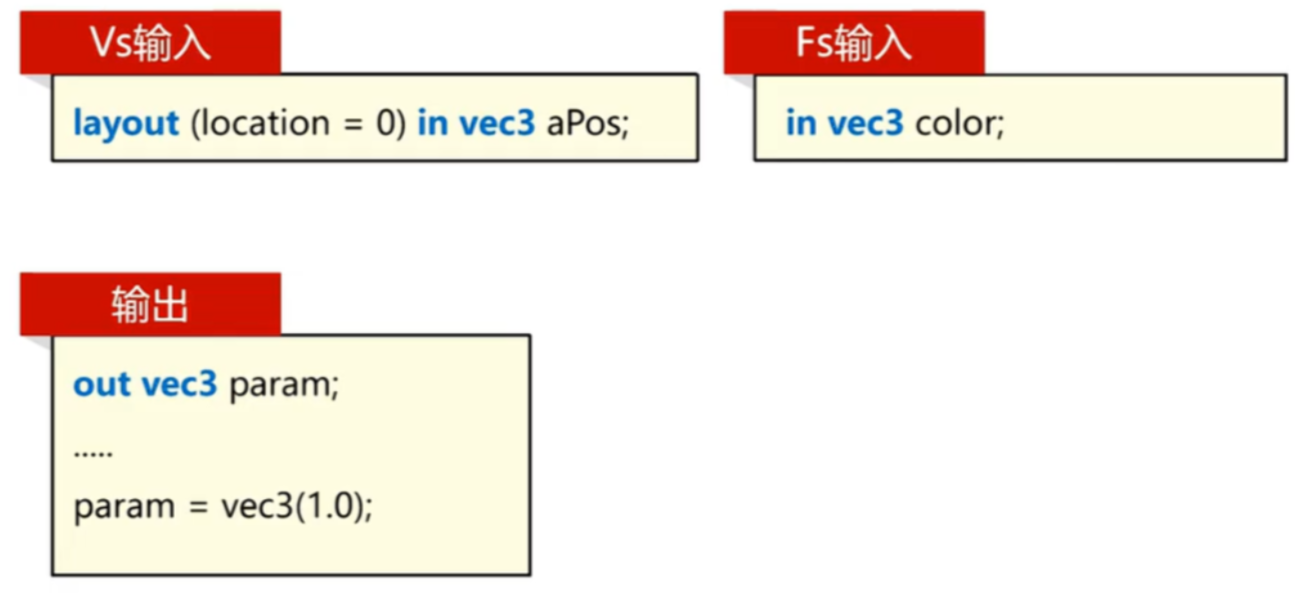 Vs输入
layout (location = 0) in vec3 aPos;
Fs输入
in vec3 color;
输出
out vec3 param;
.....
param = vec3(1.0);